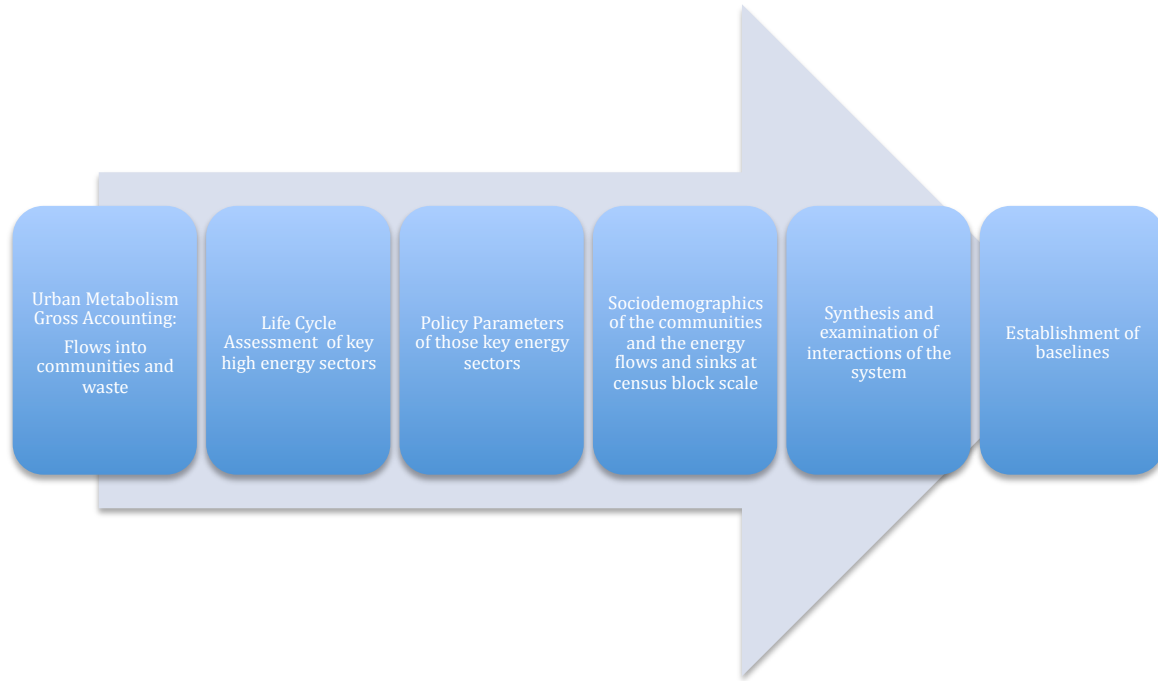 Urban Metabolism
Gross Accounting:
Flows into
communities and
waste
Life Cycle
Assessment of key
high energy sectors
Policy Parameters
of those key energy
sectors
Sociodemographics
of the communities
and the energy
flows and sinks at
census block scale
Synthesis and
examination of
interactions of the
system
Establishment of
baselines